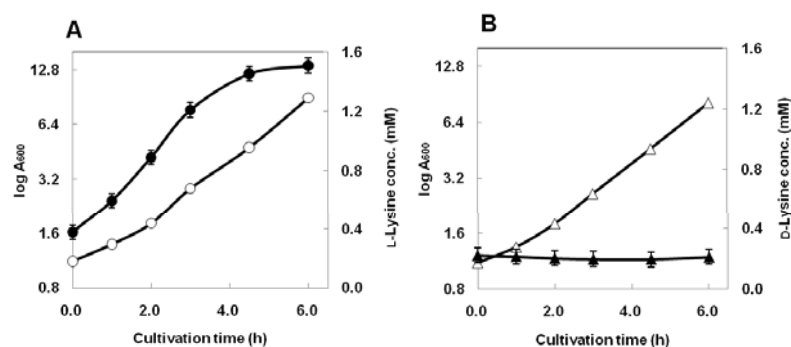 A
log A600
12.8
6.4
3.2
1.6
0.8
1.6
1.2
0.8
0.4
0.0
L-Lysine conc. (mM)
0.0 2.0 4.0 6.0
Cultivation time (h)
B
log A600
12.8
6.4
3.2
1.6
0.8
1.6
1.2
0.8
0.4
0.0
D-Lysine conc. (mM)
0.0 2.0 4.0 6.0
Cultivation time (h)